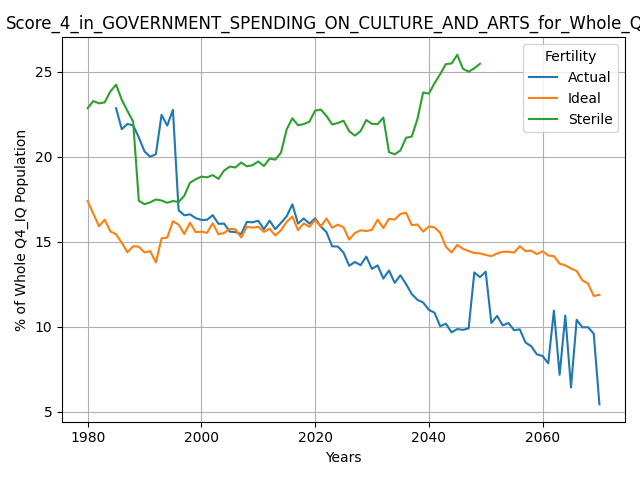 Score_4_in_GOVERNMENT_SPENDING_ON_CULTURE_AND_ARTS_for_Whole_Q
Fertility
Actual
Ideal
Sterile
% of Whole Q4_IQ Population
25
20
15
10
5
1980 2000 2020 2040 2060
Years